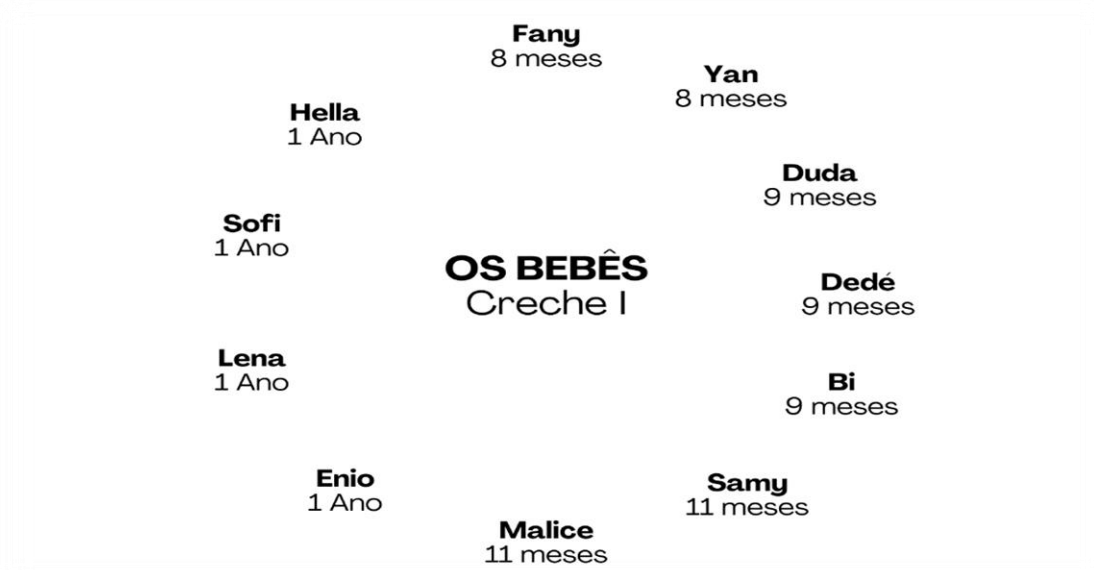 Fany
8 meses
Yan
8 meses
Duda
9 meses
Dedé
9 meses
Bi
9 meses
Samy
11 meses
Malice
11 meses
Enio
1 Ano
Lena
1 Ano
Sofi
1 Ano
Hella
1 Ano
OS BEBÊS
Creche I